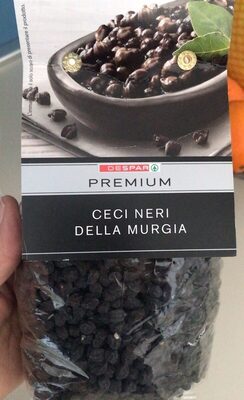 DESPAR
PREMIUM
CECI NERI
DELLA MURGIA